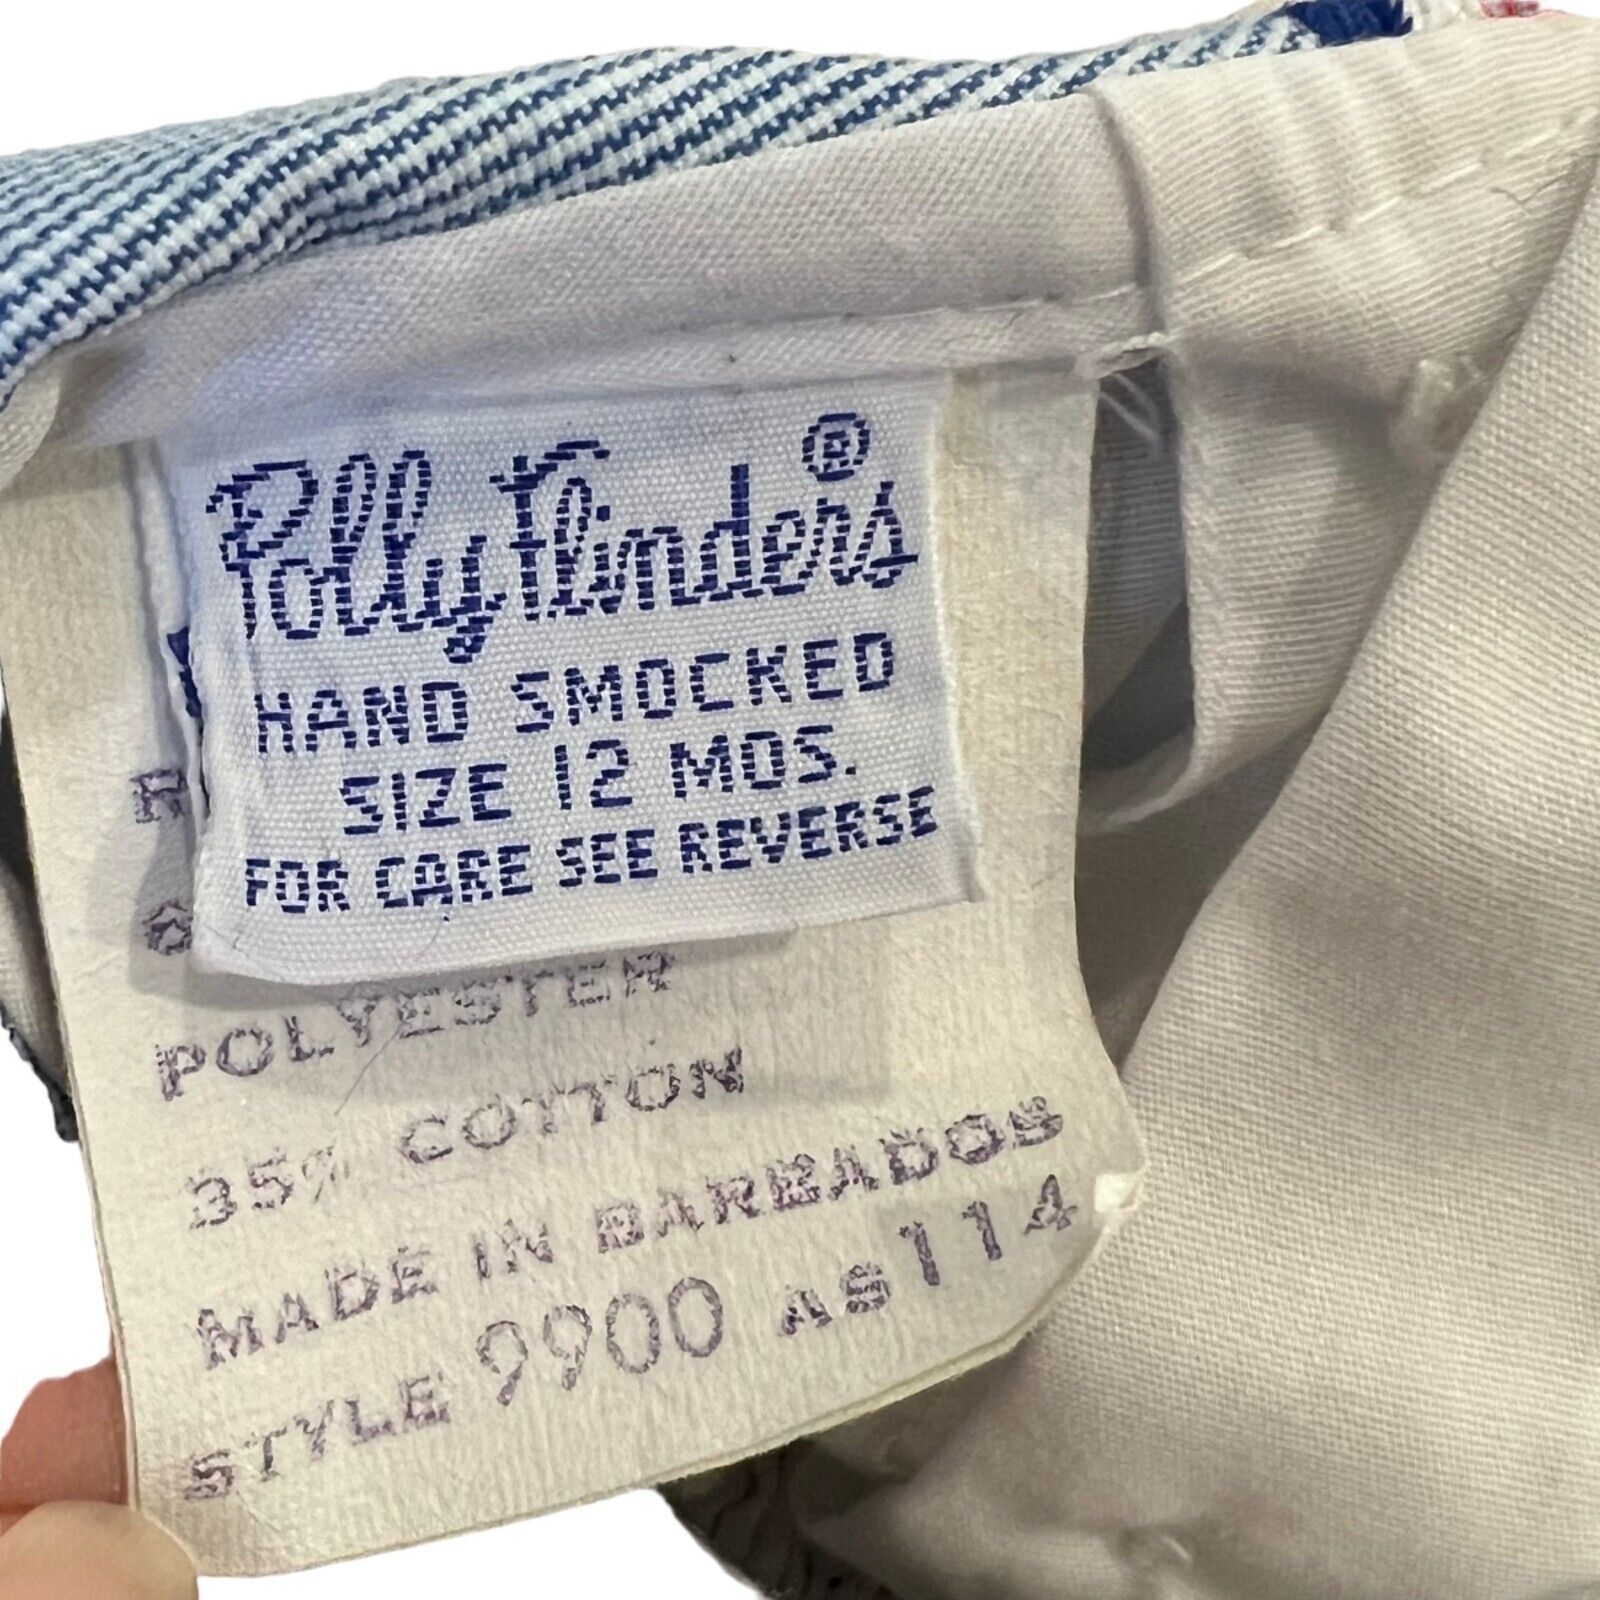 Polly Flinders®
HAND SMOCKED
SIZE 12 MOS.
FOR CARE SEE REVERSE
POLYESTER
35% COTTON
MADE IN BARBADOS
STYLE 9900 AS114